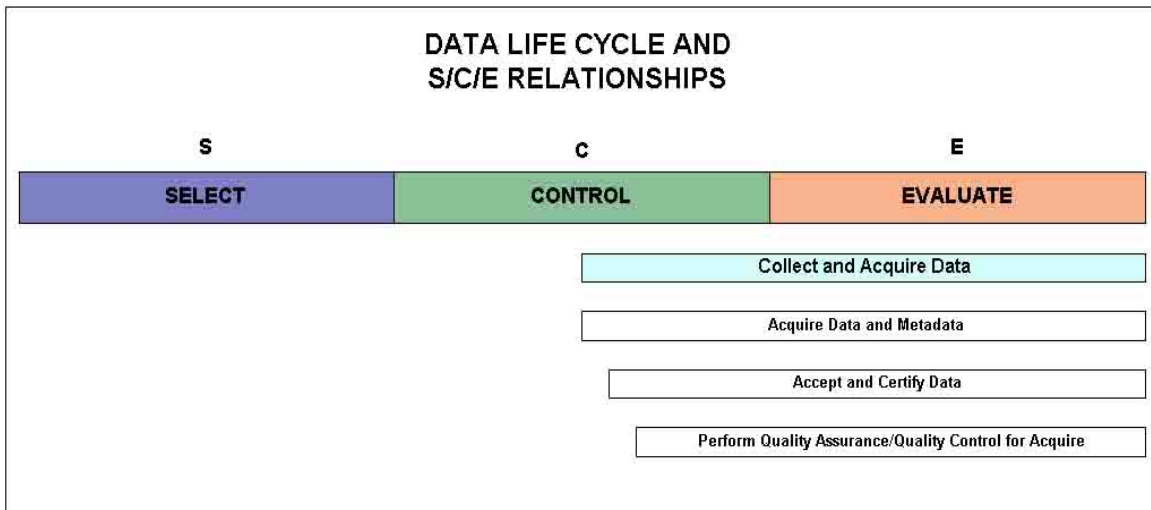 DATA LIFE CYCLE AND
S/C/E RELATIONSHIPS
S
C
E
SELECT
CONTROL
EVALUATE
Collect and Acquire Data
Acquire Data and Metadata
Accept and Certify Data
Perform Quality Assurance/Quality Control for Acquire